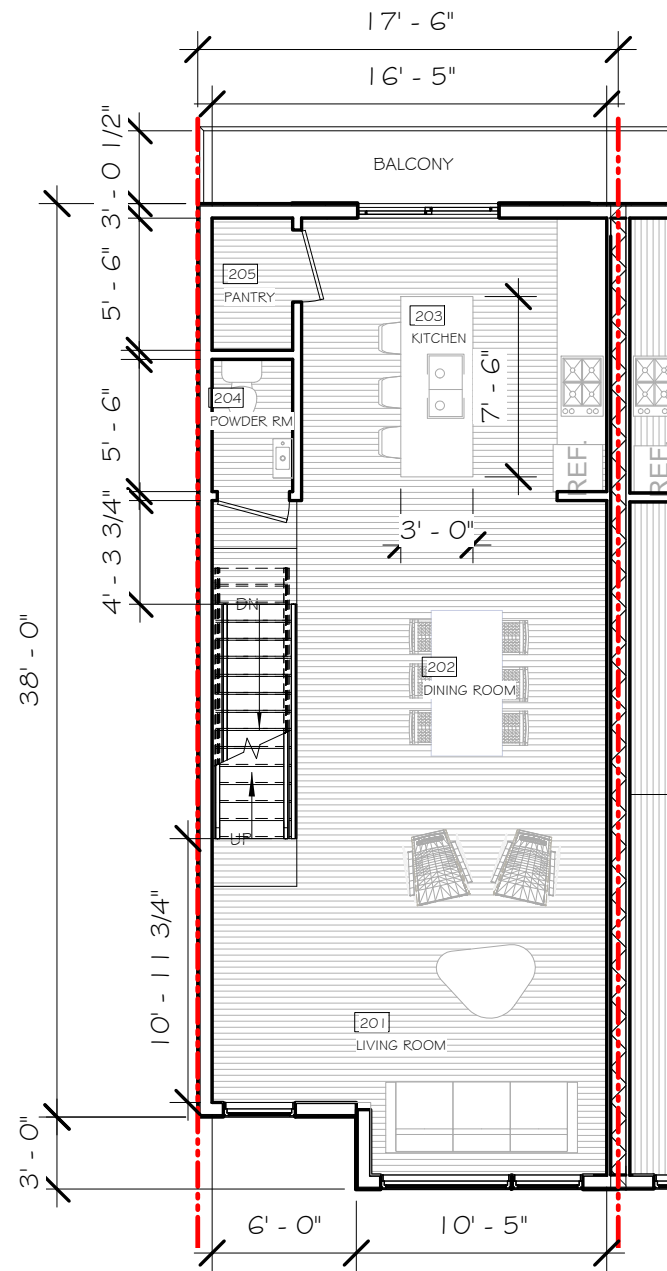 17' - 6"
16' - 5"
3' - 0 1/2"
BALCONY
5' - 6"
205
PANTRY
203
KITCHEN
7' - 6"
204
POWDER RM
5' - 6"
REF.
REF.
3' - 0"
4' - 3 3/4"
DN
38' - 0"
202
DINING ROOM
UP
10' - 11 3/4"
201
LIVING ROOM
3' - 0"
6' - 0"
10' - 5"